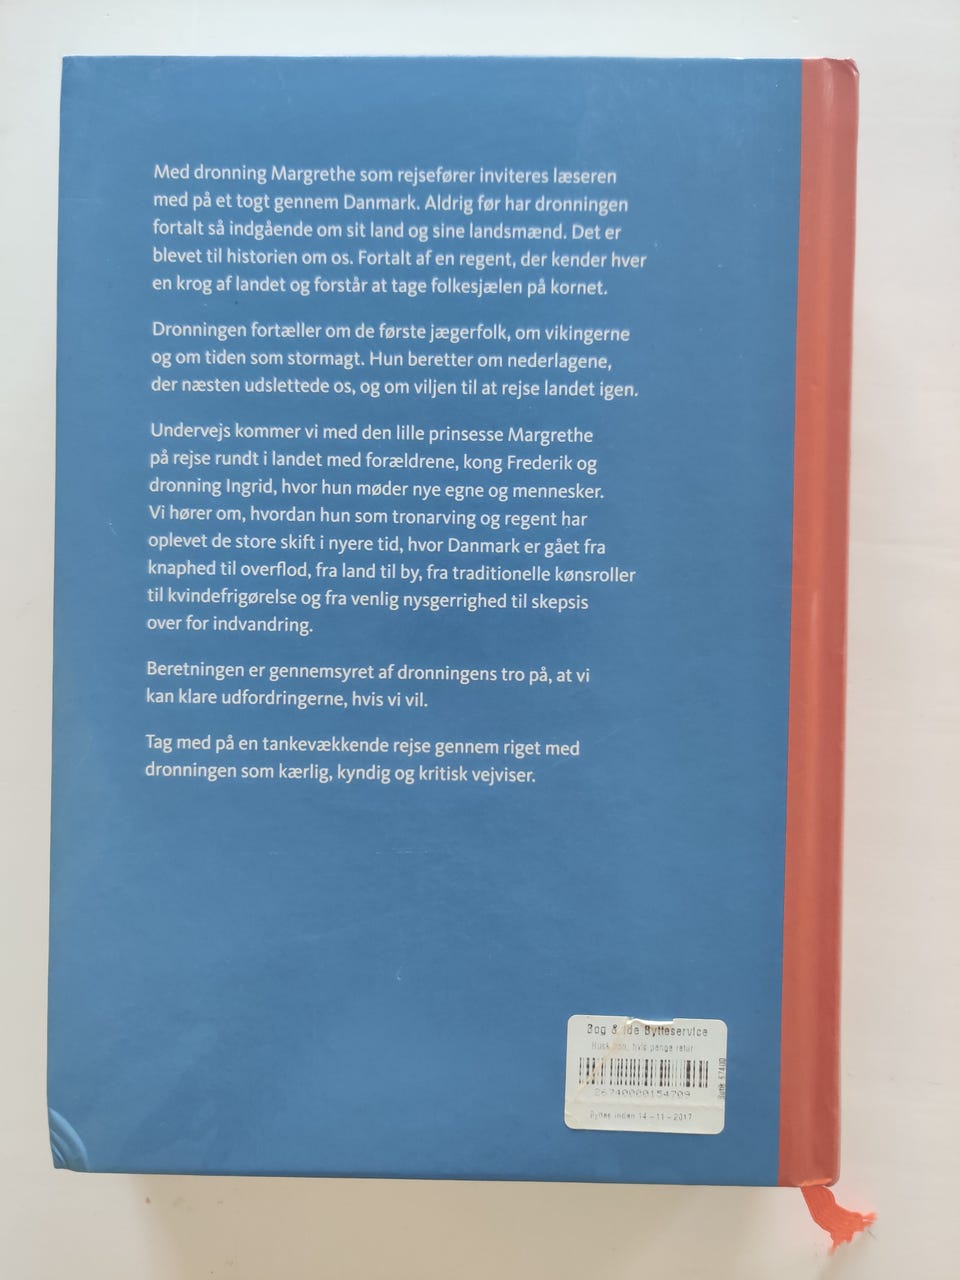 Med dronning Margrethe som rejsefører inviteres læseren
med på et togt gennem Danmark. Aldrig før har dronningen
fortalt så indgående om sit land og sine landsmænd. Det er
blevet til historien om os. Fortalt af en regent, der kender hver
en krog af landet og forstår at tage folkesjælen på kornet.
Dronningen fortæller om de første jægerfolk, om vikingerne
og om tiden som stormagt. Hun beretter om nederlagene,
der næsten udslettede os, og om viljen til at rejse landet igen.
Undervejs kommer vi med den lille prinsesse Margrethe
på rejse rundt i landet med forældrene, kong Frederik og
dronning Ingrid, hvor hun møder nye egne og mennesker.
Vi hører om, hvordan hun som tronarving og regent har
oplevet de store skift i nyere tid, hvor Danmark er gået fra
knaphed til overflod, fra land til by, fra traditionelle kønsroller
til kvindefrigørelse og fra venlig nysgerrighed til skepsis
over for indvandring.
Beretningen er gennemsyret af dronningens tro på, at vi
kan klare udfordringerne, hvis vi vil.
Tag med på en tankevækkende rejse gennem riget med
dronningen som kærlig, kyndig og kritisk vejviser.
Bog & Ide Bytteservice
Husk bon, hvis penge retur
26740000154709
Byttes inden 14-11-2017